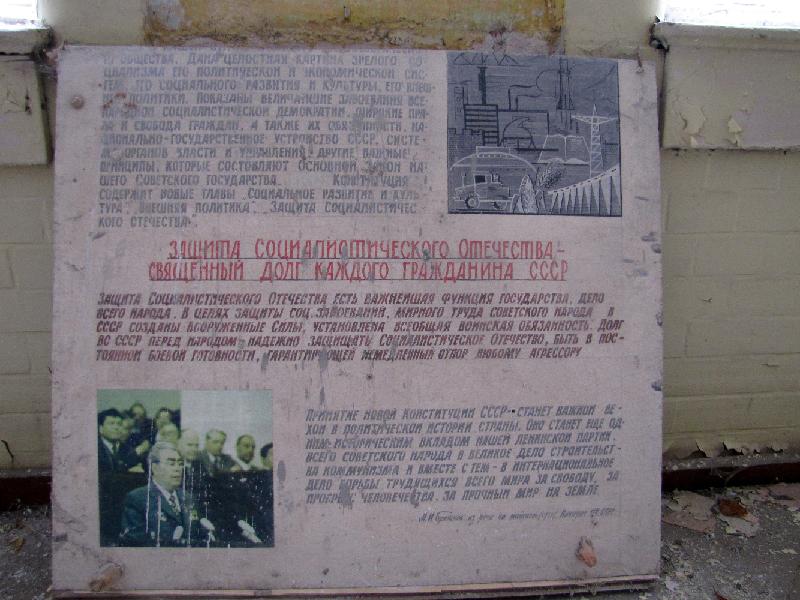 ОБЩЕСТВА. ДАНА ЦЕЛОСТНАЯ КАРТИНА ЗРЕЛОГО СО-
ЦИАЛИЗМА ЕГО ПОЛИТИЧЕСКОЙ И ЭКОНОМИЧЕСКОЙ СИС-
ТЕМ, ЕГО СОЦИАЛЬНОГО РАЗВИТИЯ И КУЛЬТУРЫ, ЕГО ВНЕШ-
ПОЛИТИКИ. ПОКАЗАНЫ ВЕЛИЧАЙШИЕ ЗАВОЕВАНИЯ ВСЕ-
НАРОДНОЙ СОЦИАЛИСТИЧЕСКОЙ ДЕМОКРАТИИ, ШИРОКИЕ ПРА-
ВА И СВОБОДА ГРАЖДАН, А ТАКЖЕ ИХ ОБЯЗАННОСТИ, НА-
ЦИОНАЛЬНО-ГОСУДАРСТВЕННОЕ УСТРОЙСТВО СССР, СИСТЕ-
МА ОРГАНОВ ВЛАСТИ И УПРАВЛЕНИЯ, ДРУГИЕ ВАЖНЫЕ
ПРИНЦИПЫ, КОТОРЫЕ СОСТОВЛЯЮТ ОСНОВНОЙ ЗАКОН НА-
ШЕГО СОВЕТСКОГО ГОСУДАРСТВА. КОНСТИТУЦИЯ
СОДЕРЖИТ НОВЫЕ ГЛАВЫ „СОЦИАЛЬНОЕ РАЗВИТИЕ И КУЛЬ-
ТУРА", „ВНЕШНЯЯ ПОЛИТИКА", „ЗАЩИТА СОЦИАЛИСТИЧЕС-
КОГО ОТЕЧЕСТВА".
ЗАЩИТА СОЦИАЛИСТИЧЕСКОГО ОТЕЧЕСТВА-
СВЯЩЕННЫЙ ДОЛГ КАЖДОГО ГРАЖДАНИНА СССР
ЗАЩИТА СОЦИАЛИСТИЧЕСКОГО ОТЕЧЕСТВА ЕСТЬ ВАЖНЕЙШАЯ ФУНКЦИЯ ГОСУДАРСТВА, ДЕЛО
ВСЕГО НАРОДА. В ЦЕЛЯХ ЗАЩИТЫ СОЦ. ЗАВОЕВАНИЙ, МИРНОГО ТРУДА СОВЕТСКОГО НАРОДА В
СССР СОЗДАНЫ ВООРУЖЕННЫЕ СИЛЫ, УСТАНОВЛЕНА ВСЕОБЩАЯ ВОИНСКАЯ ОБЯЗАННОСТЬ. ДОЛГ
ВС СССР ПЕРЕД НАРОДОМ-НАДЕЖНО ЗАЩИЩАТЬ СОЦИАЛИСТИЧЕСКОЕ ОТЕЧЕСТВО, БЫТЬ В ПОС-
ТОЯННОЙ БОЕВОЙ ГОТОВНОСТИ, ГАРАНТИРУЮЩЕЙ НЕМЕДЛЕННЫЙ ОТПОР ЛЮБОМУ АГРЕССОРУ
ПРИНЯТИЕ НОВОЙ КОНСТИТУЦИИ СССР-СТАНЕТ ВАЖНОЙ ВЕ-
ХОЙ В ПОЛИТИЧЕСКОЙ ИСТОРИИ СТРАНЫ. ОНО СТАНЕТ ЕЩЕ ОД-
НИМ-ИСТОРИЧЕСКИМ ВКЛАДОМ НАШЕЙ ЛЕНИНСКОЙ ПАРТИИ,
ВСЕГО СОВЕТСКОГО НАРОДА В ВЕЛИКОЕ ДЕЛО СТРОИТЕЛЬСТ-
ВА КОММУНИЗМА И ВМЕСТЕ С ТЕМ - В ИНТЕРНАЦИОНАЛЬНОЕ
ДЕЛО БОРЬБЫ ТРУДЯЩИХСЯ ВСЕГО МИРА ЗА СВОБОДУ, ЗА
ПРОГРЕСС ЧЕЛОВЕЧЕСТВА, ЗА ПРОЧНЫЙ МИР НА ЗЕМЛЕ
из речи на